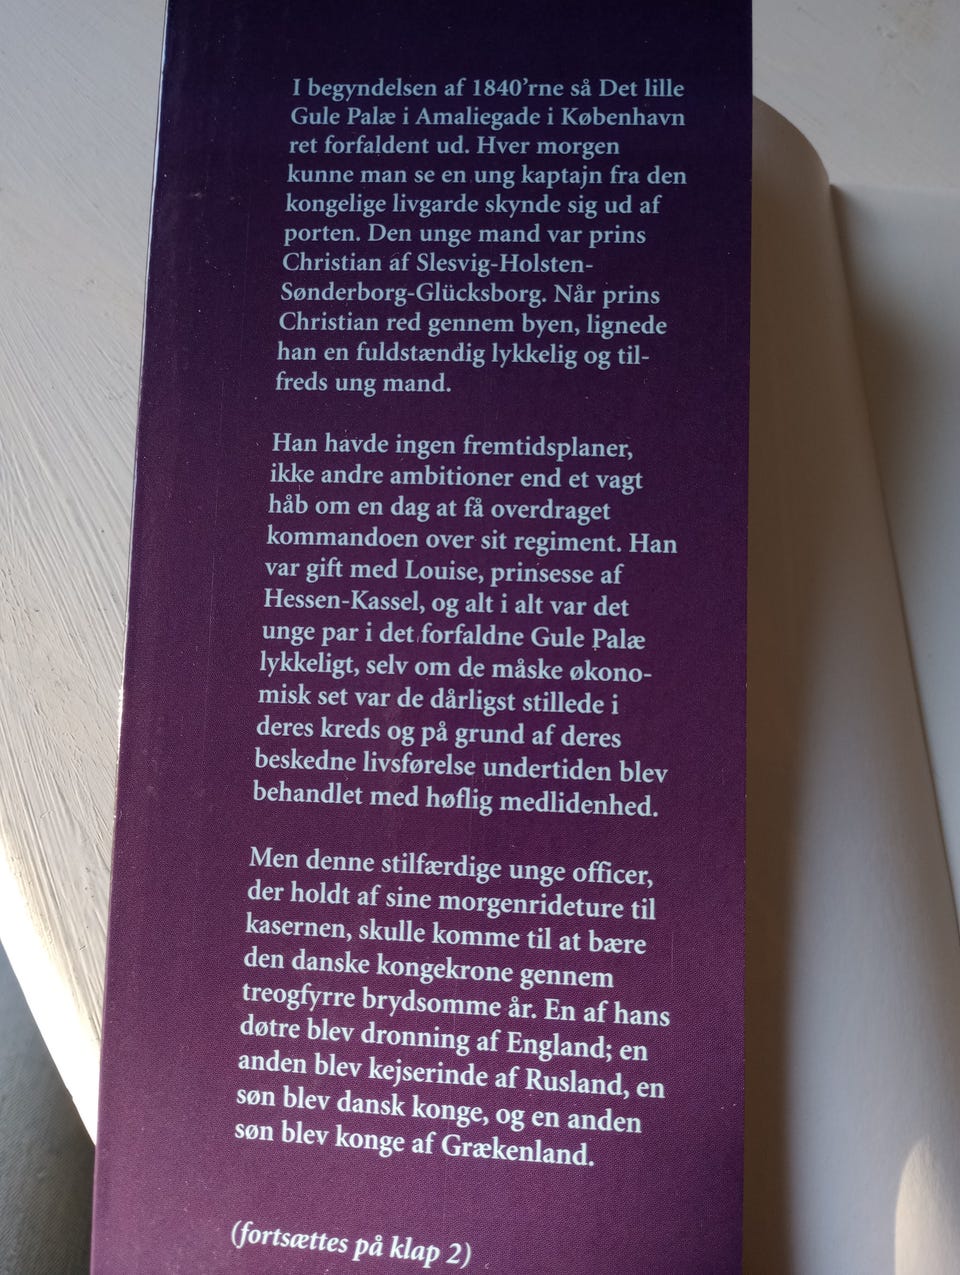 I begyndelsen af 1840’rne så Det lille
Gule Palæ i Amaliegade i København
ret forfaldent ud. Hver morgen
kunne man se en ung kaptajn fra den
kongelige livgarde skynde sig ud af
porten. Den unge mand var prins
Christian af Slesvig-Holsten-
Sønderborg-Glücksborg. Når prins
Christian red gennem byen, lignede
han en fuldstændig lykkelig og til-
freds ung mand.

Han havde ingen fremtidsplaner,
ikke andre ambitioner end et vagt
håb om en dag at få overdraget
kommandoen over sit regiment. Han
var gift med Louise, prinsesse af
Hessen-Kassel, og alt i alt var det
unge par i det forfaldne Gule Palæ
lykkeligt, selv om de måske økono-
misk set var de dårligst stillede i
deres kreds og på grund af deres
beskedne livsførelse undertiden blev
behandlet med høflig medlidenhed.

Men denne stilfærdige unge officer,
der holdt af sine morgenrideture til
kasernen, skulle komme til at bære
den danske kongekrone gennem
treogfyrre brydsomme år. En af hans
døtre blev dronning af England; en
anden blev kejserinde af Rusland, en
søn blev dansk konge, og en anden
søn blev konge af Grækenland.

(fortsættes på klap 2)